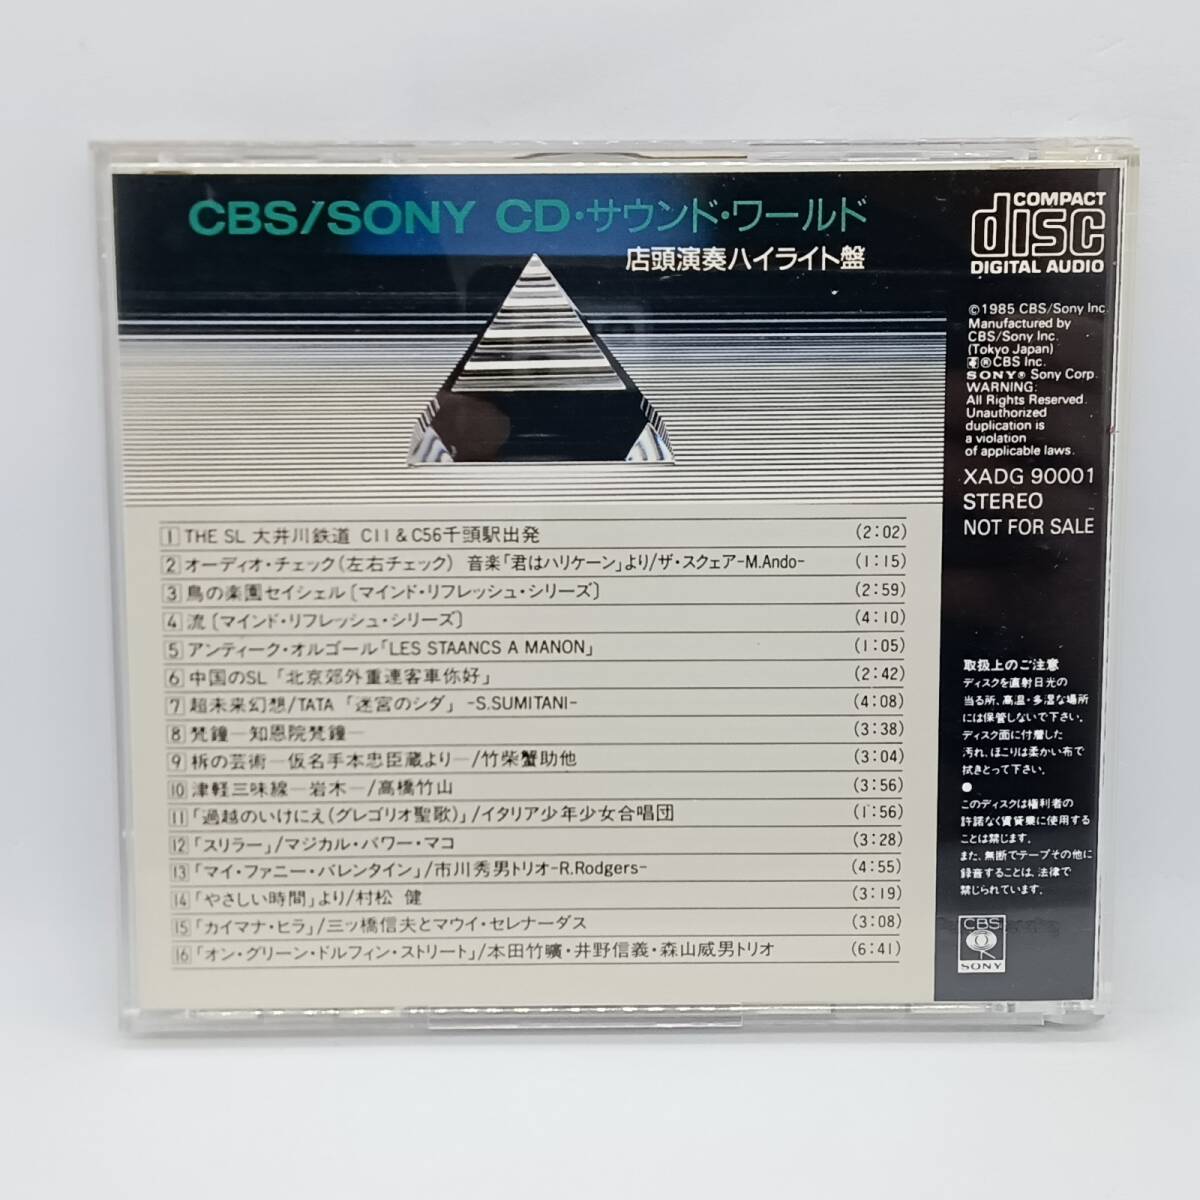 CBS/SONY CD・サウンド・ワールド
店頭演奏ハイライト盤
1 THE SL 大井川鉄道 C11 & C56千頭駅出発 (2:02)
2 オーディオ・チェック(左右チェック) 音楽「君はハリケーン」より/ザ・スクェア-M.Ando- (1:15)
3 鳥の楽園セイシェル〔マインド・リフレッシュ・シリーズ〕 (2:59)
4 流〔マインド・リフレッシュ・シリーズ〕 (4:10)
5 アンティーク・オルゴール「LES STAANCS A MANON」 (1:05)
6 中国のSL「北京郊外重連客車你好」 (2:42)
7 超未来幻想/TATA 「迷宮のシダ」 -S.SUMITANI- (4:08)
8 梵鐘—知恩院梵鐘— (3:38)
9 柝の芸術—仮名手本忠臣蔵より—/竹柴蟹助他 (3:04)
10 津軽三味線—岩木—/高橋竹山 (3:56)
11 「過越のいけにえ(グレゴリオ聖歌)」/イタリア少年少女合唱団 (1:56)
12 「スリラー」/マジカル・パワー・マコ (3:28)
13 「マイ・ファニー・バレンタイン」/市川秀男トリオ-R.Rodgers- (4:55)
14 「やさしい時間」より/村松 健 (3:19)
15 「カイマナ・ヒラ」/三ッ橋信夫とマウイ・セレナーダス (3:08)
16 「オン・グリーン・ドルフィン・ストリート」/本田竹曠・井野信義・森山威男トリオ (6:41)
COMPACT
disc
DIGITAL AUDIO
©1985 CBS/Sony Inc.
Manufactured by
CBS/Sony Inc.
(Tokyo Japan)
®CBS Inc.
SONY® Sony Corp.
WARNING:
All Rights Reserved.
Unauthorized
duplication is
a violation
of applicable laws.
XADG 90001
STEREO
NOT FOR SALE
取扱上のご注意
ディスクを直射日光の
当る所、高温・多湿な場所
には保管しないで下さい。
ディスク面に付着した
汚れ、ほこりは柔かい布で
拭きとって下さい。
●
このディスクは権利者の
許諾なく賃貸業に使用する
ことは禁じます。
また、無断でテープその他に
録音することは、法律で
禁じられています。
CBS
SONY